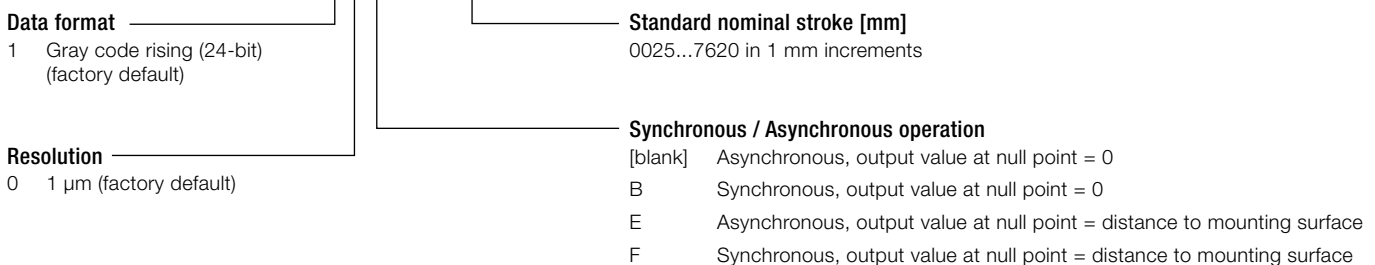 Data format
1 Gray code rising (24-bit)
(factory default)
Resolution
0 1 µm (factory default)
Standard nominal stroke [mm]
0025...7620 in 1 mm increments
Synchronous / Asynchronous operation
[blank] Asynchronous, output value at null point = 0
B Synchronous, output value at null point = 0
E Asynchronous, output value at null point = distance to mounting surface
F Synchronous, output value at null point = distance to mounting surface